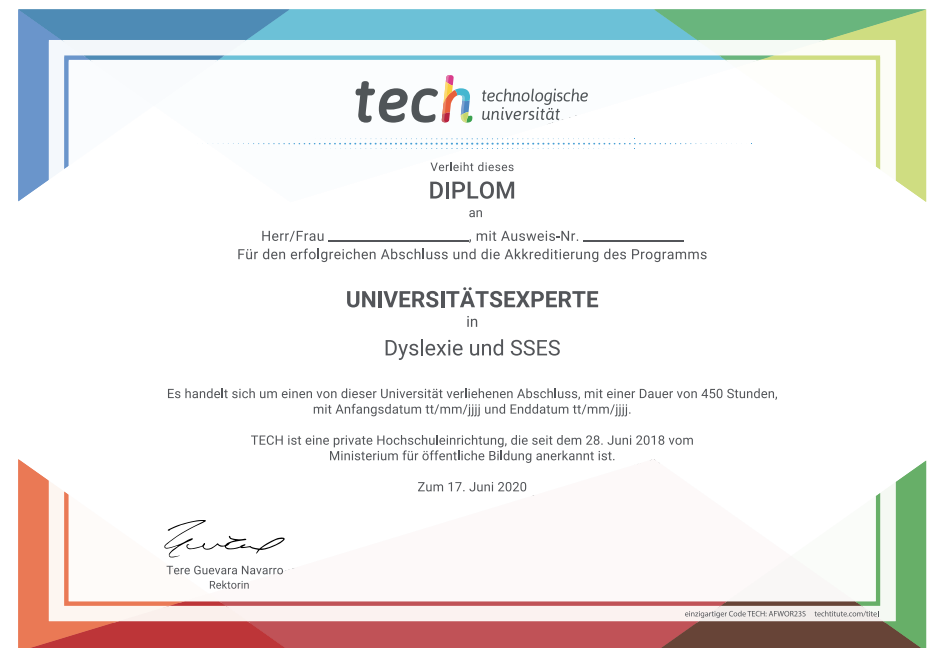 tech technologische
universität
Verleiht dieses
DIPLOM
an
Herr/Frau ____________________, mit Ausweis-Nr. ______________
Für den erfolgreichen Abschluss und die Akkreditierung des Programms
UNIVERSITÄTSEXPERTE
in
Dyslexie und SSES
Es handelt sich um einen von dieser Universität verliehenen Abschluss, mit einer Dauer von 450 Stunden,
mit Anfangsdatum tt/mm/jjjj und Enddatum tt/mm/jjjj.
TECH ist eine private Hochschuleinrichtung, die seit dem 28. Juni 2018 vom
Ministerium für öffentliche Bildung anerkannt ist.
Zum 17. Juni 2020
Tere Guevara Navarro
Rektorin
einzigartiger Code TECH: AFWOR235 techtitute.com/titel